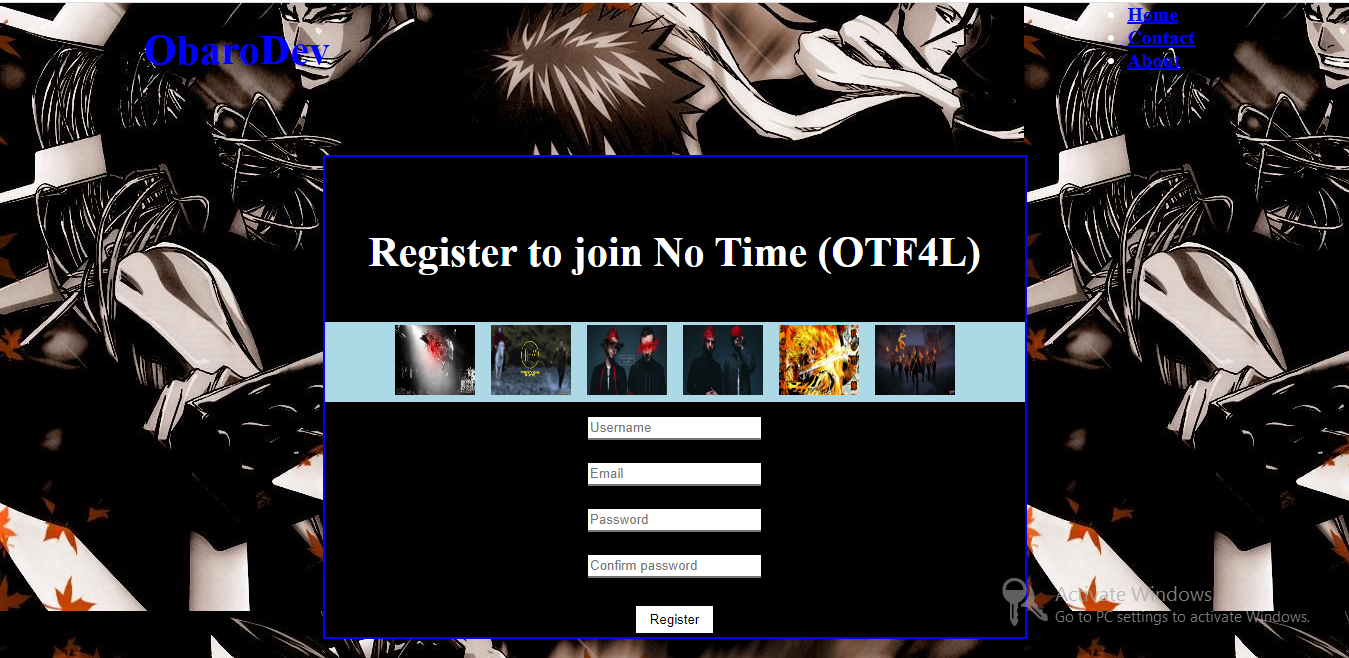 ObaroDev
Home
Contact
About
Register to join No Time (OTF4L)
Username
Email
Password
Confirm password
Register
Activate Windows
Go to PC settings to activate Windows.